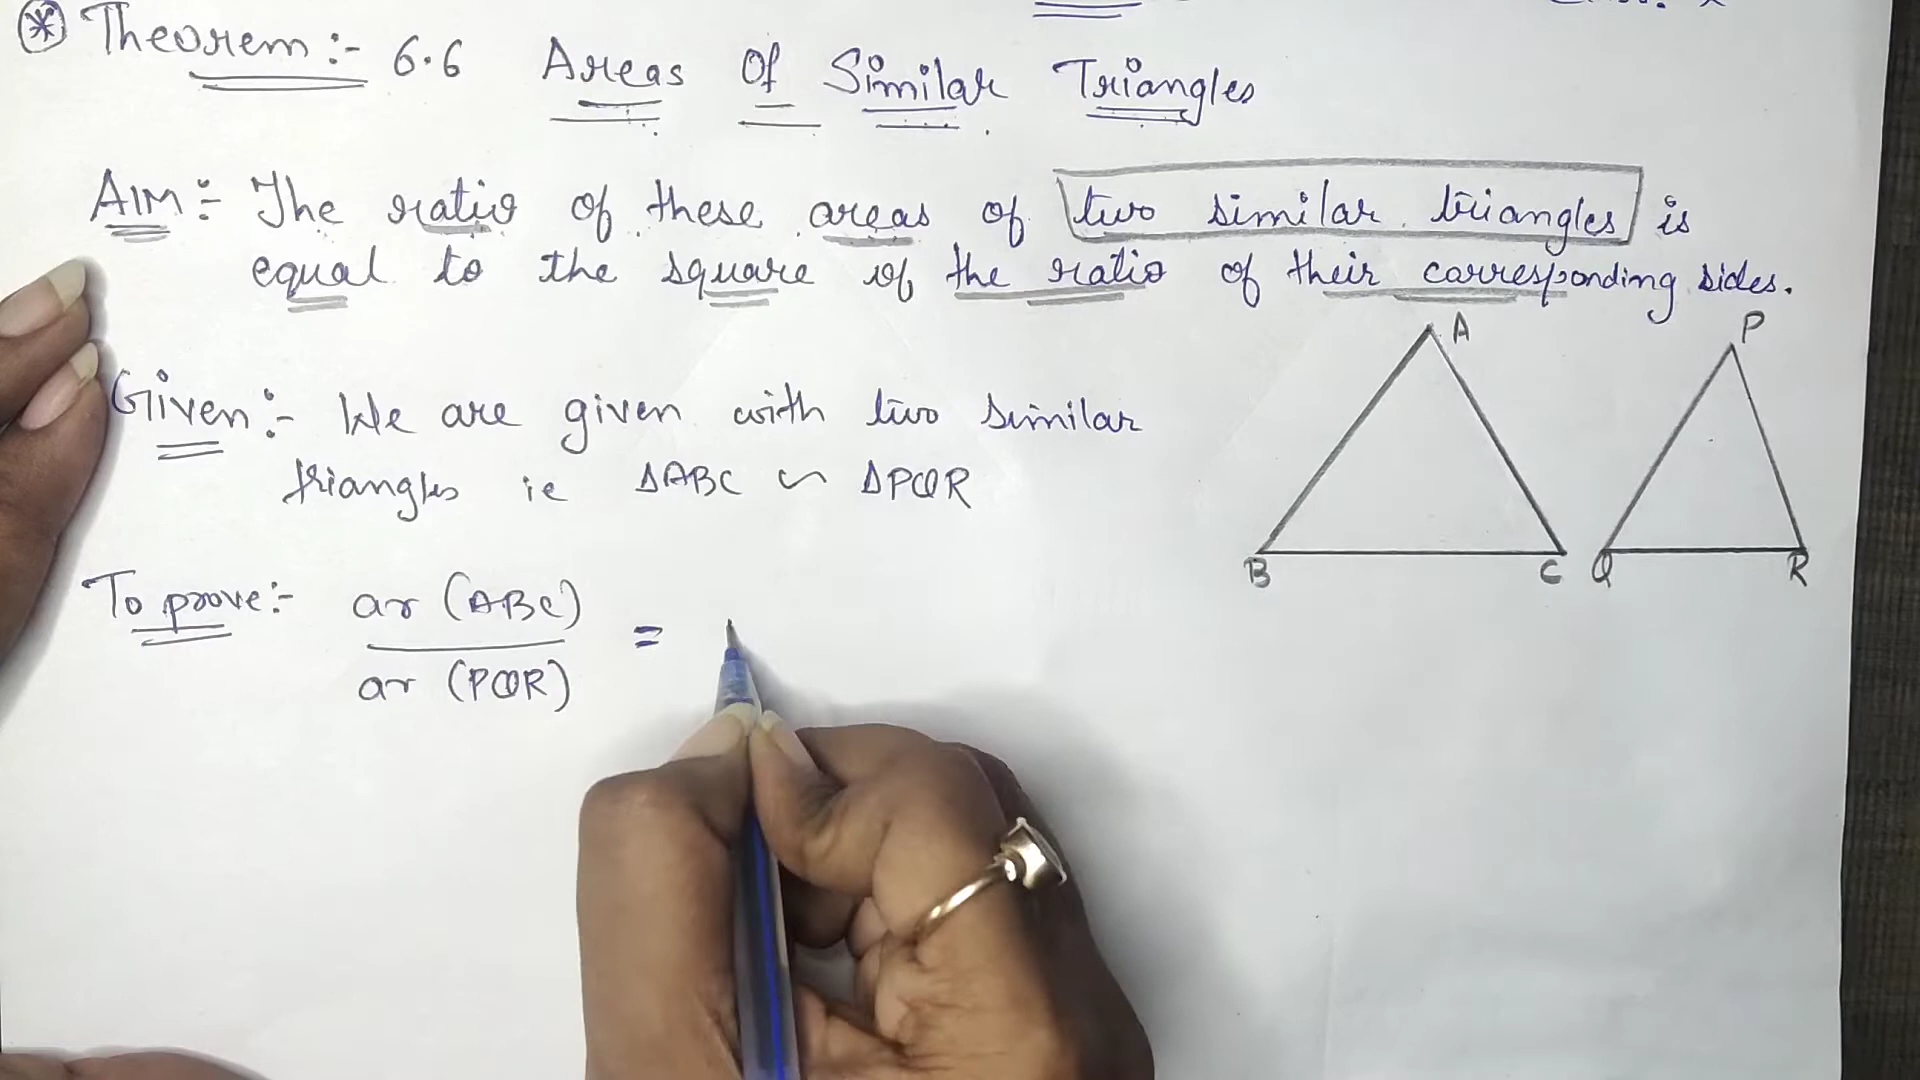 Theorem :- 6.6 Areas Of Similar Triangles
AIM :- The ratio of these areas of two similar triangles is
equal to the square of the ratio of their corresponding sides.
A
P
Given :- We are given with two similar
triangles ie ΔABC ∽ ΔPQR
B C Q R
To prove :- ar (ABC)
=
ar (PQR)